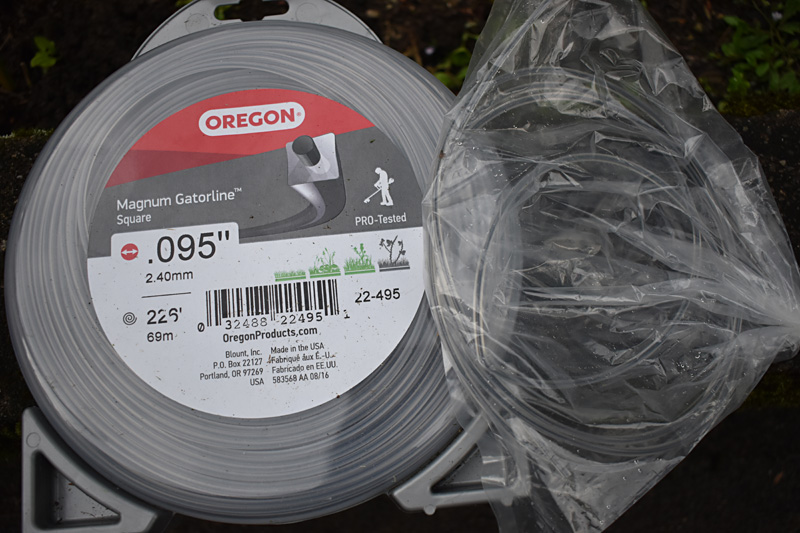 OREGON
OREGON®
Magnum Gatorline™
Square
PRO-Tested
.095"
2.40mm
226'
69m
22-495
0 32488 22495 1
OregonProducts.com
Blount, Inc.
P.O. Box 22127
Portland, OR 97269
USA
Made in the USA
Fabriqué aux É.-U.
Fabricado en EE.UU.
583568 AA 08/16